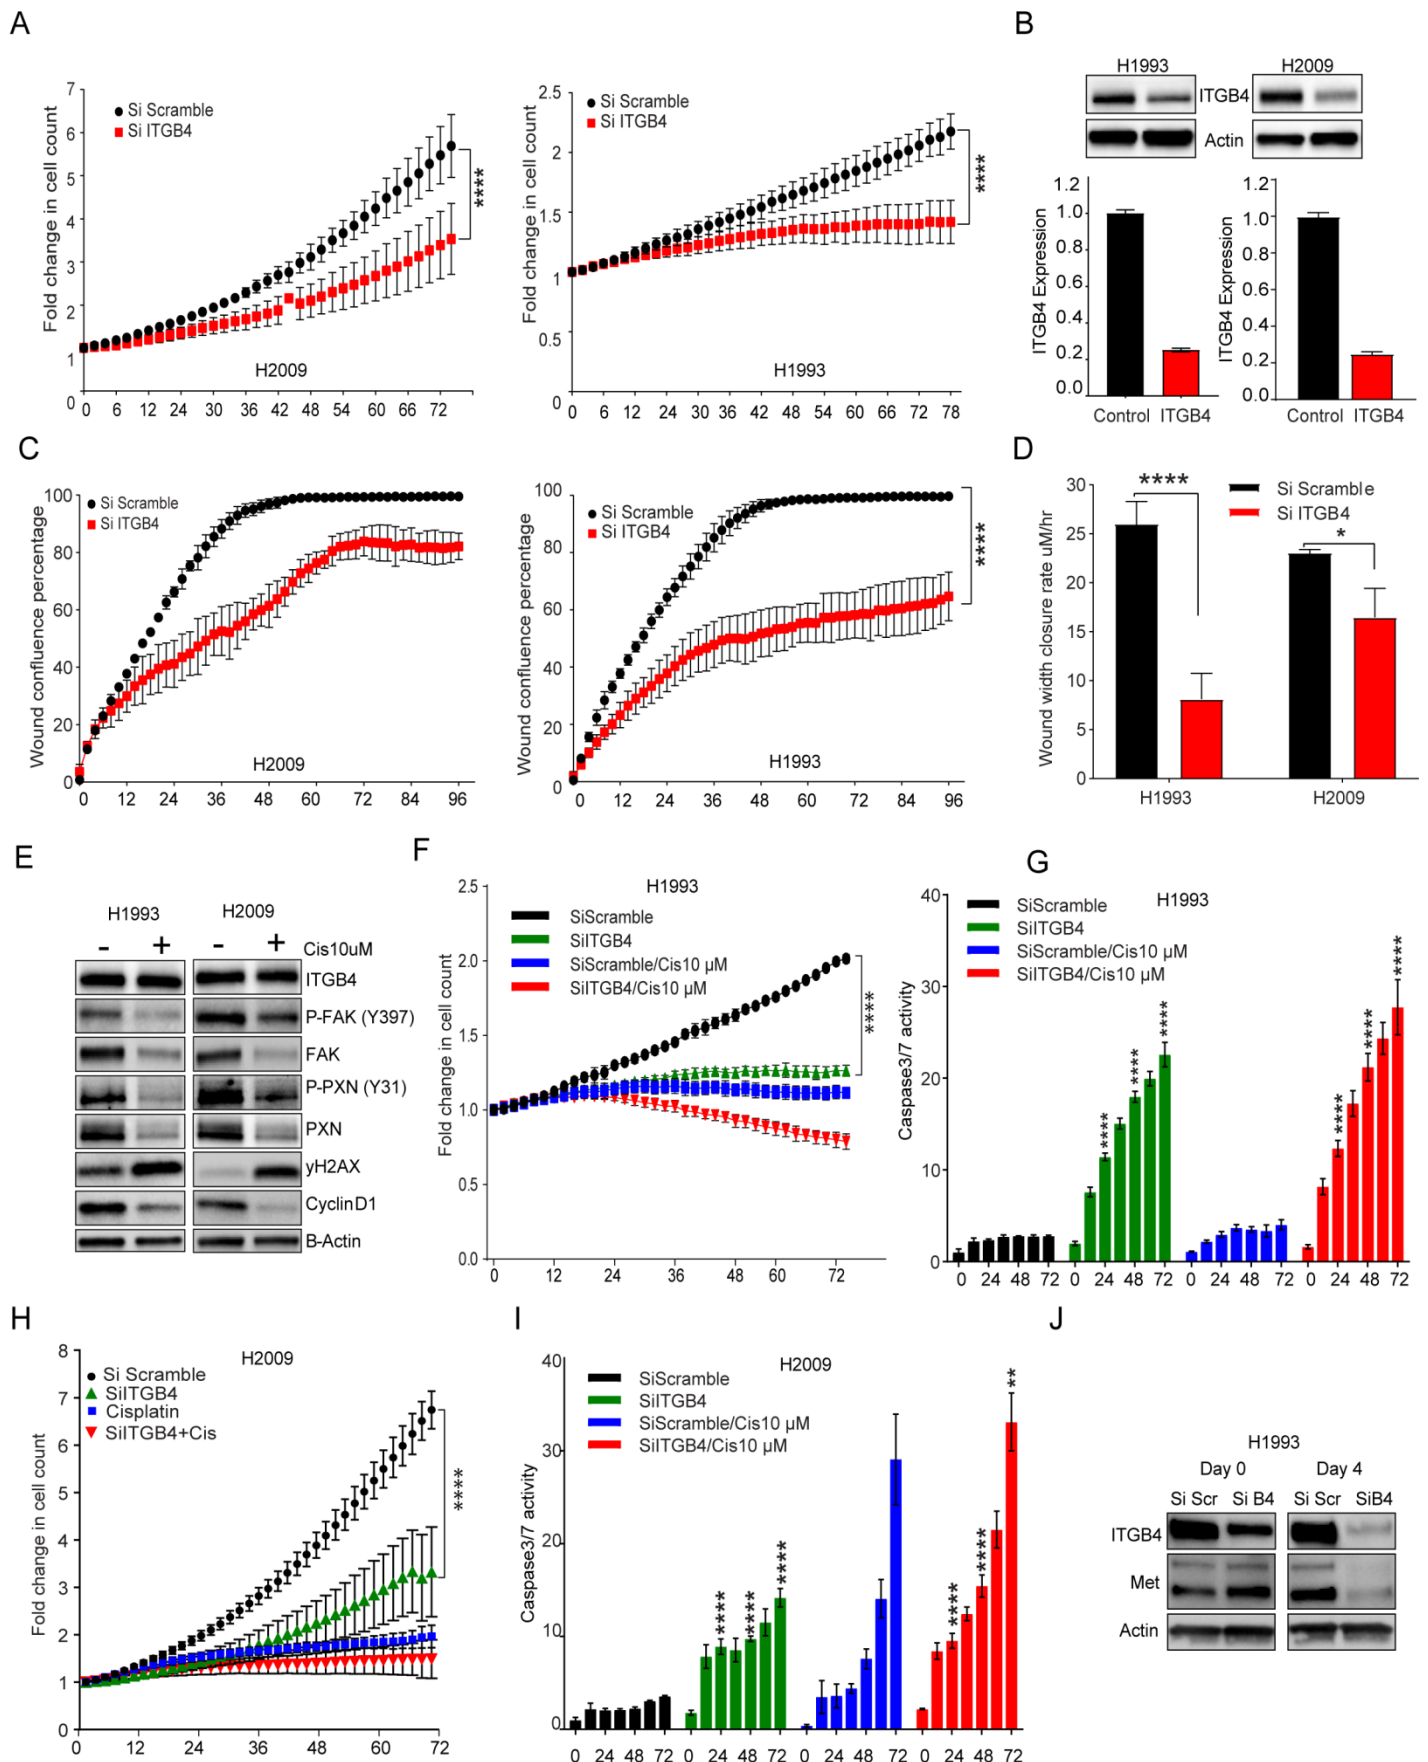 A
Fold change in cell count
7
6
5
4
3
2
1
0
Si Scramble
Si ITGB4
****
H2009
0 6 12 24 30 36 42 48 54 60 66 72
Fold change in cell count
2.5
2
1.5
1
0.5
0
Si Scramble
Si ITGB4
****
H1993
0 6 12 24 30 36 42 48 54 60 66 72 78
B
H1993 H2009
ITGB4
Actin
ITGB4 Expression
1.2
1.0
0.8
0.6
0.4
0.2
0.0
Control ITGB4
ITGB4 Expression
1.2
1.0
0.8
0.6
0.4
0.2
0.0
Control ITGB4
C
Wound confluence percentage
100
80
60
40
20
0
Si Scramble
Si ITGB4
H2009
0 12 24 36 48 60 72 84 96
Wound confluence percentage
100
80
60
40
20
0
Si Scramble
Si ITGB4
****
H1993
0 12 24 36 48 60 72 84 96
D
Wound width closure rate uM/hr
30
25
20
15
10
5
0
****
*
Si Scramble
Si ITGB4
H1993 H2009
E
H1993 H2009
- + - + Cis10uM
ITGB4
P-FAK (Y397)
FAK
P-PXN (Y31)
PXN
yH2AX
CyclinD1
B-Actin
F
H1993
Fold change in cell count
2.5
2.0
1.5
1.0
0.5
0.0
SiScramble
SiITGB4
SiScramble/Cis10 µM
SiITGB4/Cis10 µM
****
0 12 24 36 48 60 72
G
H1993
Caspase3/7 activity
40
30
20
10
0
SiScramble
SiITGB4
SiScramble/Cis10 µM
SiITGB4/Cis10 µM
**** **** **** **** **** ****
0 24 48 72 0 24 48 72 0 24 48 72 0 24 48 72
H
H2009
Fold change in cell count
8
7
6
5
4
3
2
1
0
Si Scramble
SiITGB4
Cisplatin
SiITGB4+Cis
****
0 12 24 36 48 60 72
I
H2009
Caspase3/7 activity
40
30
20
10
0
SiScramble
SiITGB4
SiScramble/Cis10 µM
SiITGB4/Cis10 µM
**** **** **** **** **** **
0 24 48 72 0 24 48 72 0 24 48 72 0 24 48 72
J
H1993
Day 0 Day 4
Si Scr Si B4 Si Scr SiB4
ITGB4
Met
Actin